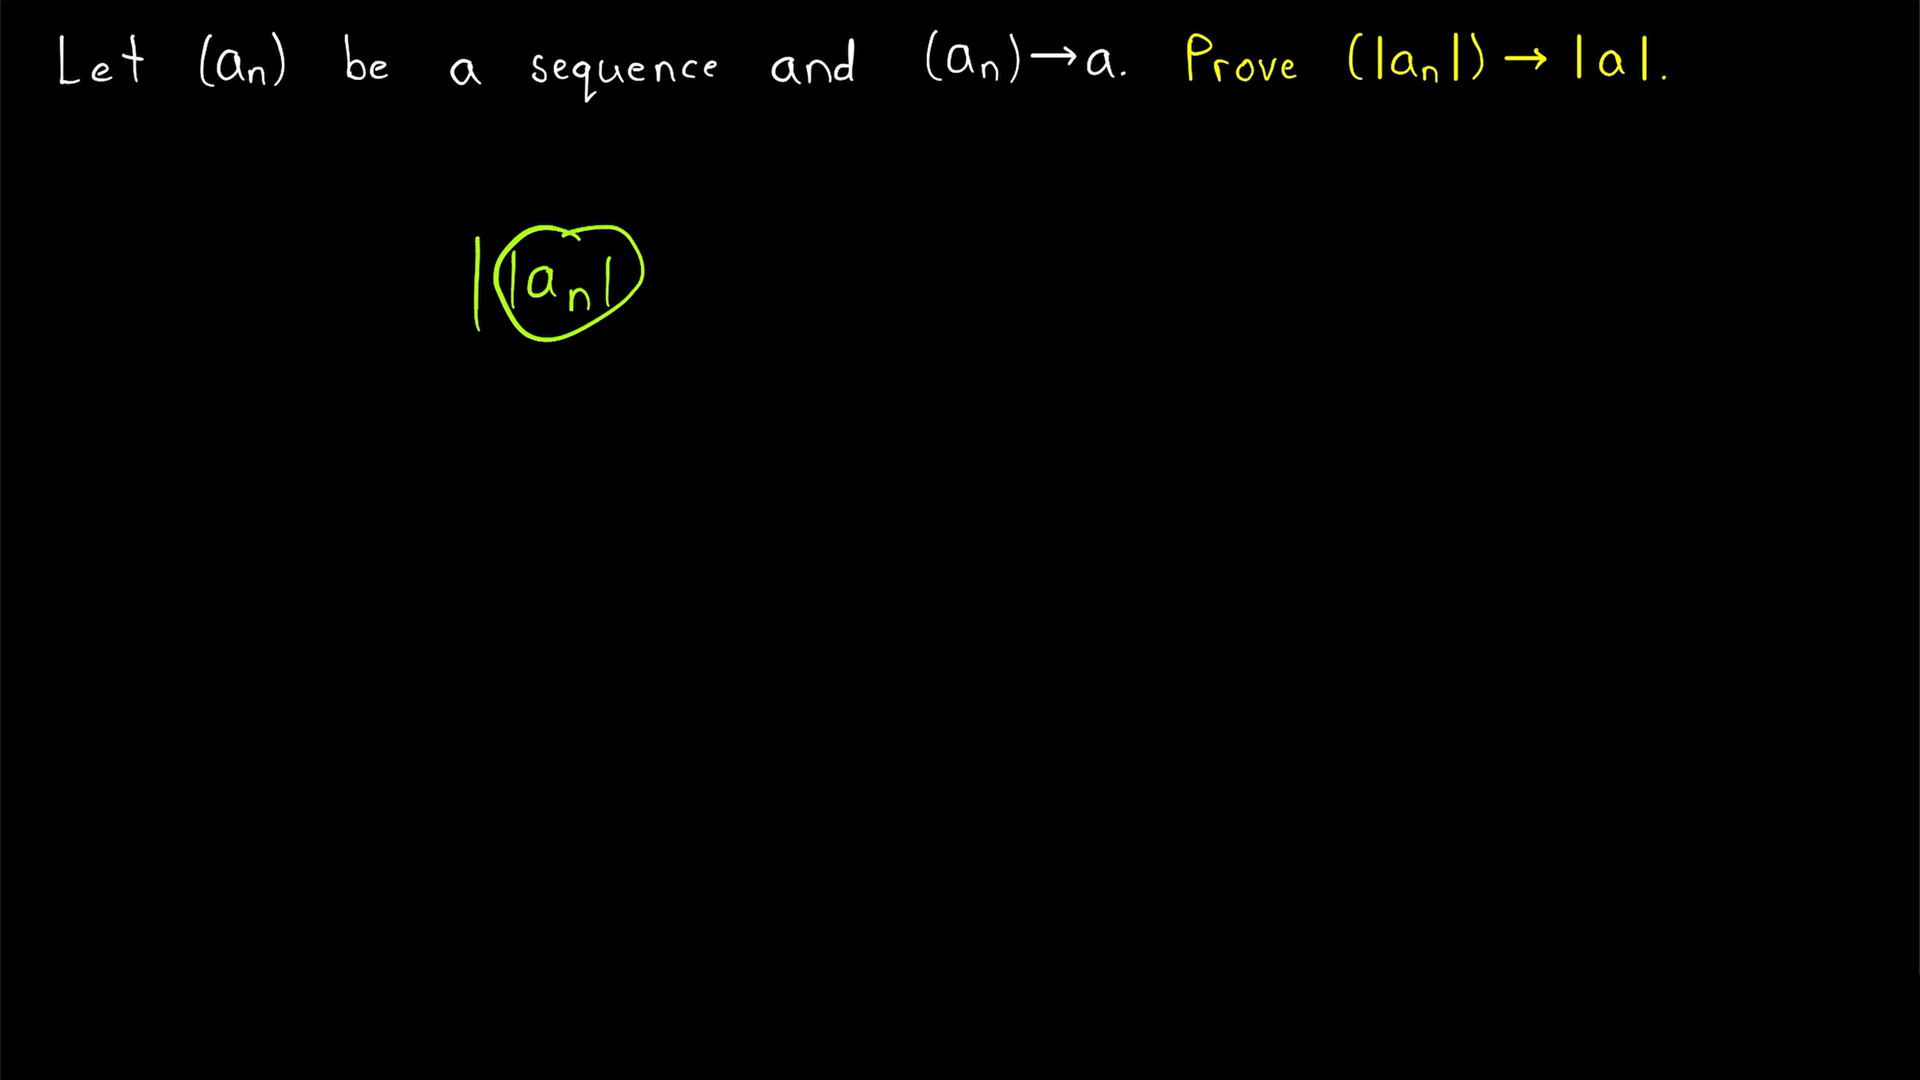 Let (aₙ) be a sequence and (aₙ)→a. Prove (|aₙ|)→|a|.
||aₙ|